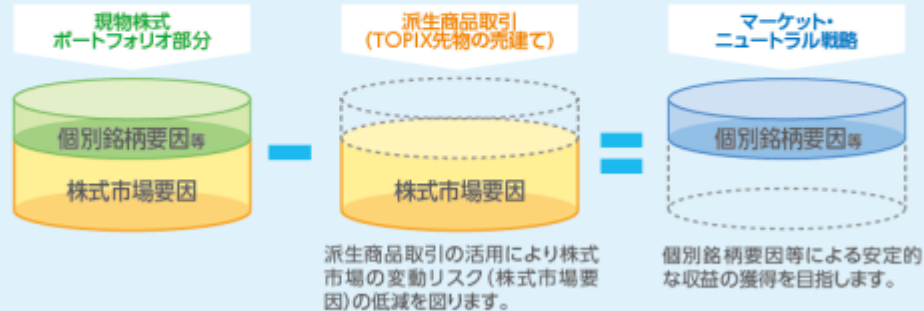 現物株式
ポートフォリオ部分
派生商品取引
(TOPIX先物の売建て)
マーケット・
ニュートラル戦略
個別銘柄要因等
株式市場要因
株式市場要因
個別銘柄要因等
派生商品取引の活用により株式
市場の変動リスク(株式市場要
因)の低減を図ります。
個別銘柄要因等による安定的
な収益の獲得を目指します。